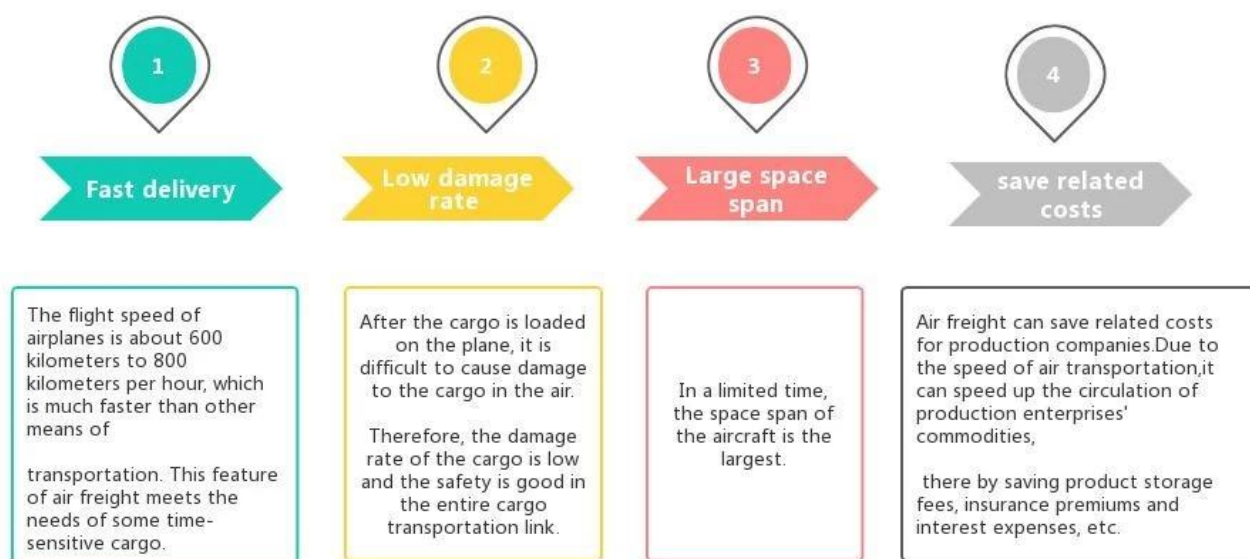 1
Fast delivery
The flight speed of
airplanes is about 600
kilometers to 800
kilometers per hour, which
is much faster than other
means of
transportation. This feature
of air freight meets the
needs of some time-
sensitive cargo.
2
Low damage
rate
After the cargo is loaded
on the plane, it is
difficult to cause damage
to the cargo in the air.
Therefore, the damage
rate of the cargo is low
and the safety is good in
the entire cargo
transportation link.
3
Large space
span
In a limited time,
the space span of
the aircraft is the
largest.
4
save related
costs
Air freight can save related costs
for production companies.Due to
the speed of air transportation,it
can speed up the circulation of
production enterprises'
commodities,
there by saving product storage
fees, insurance premiums and
interest expenses, etc.